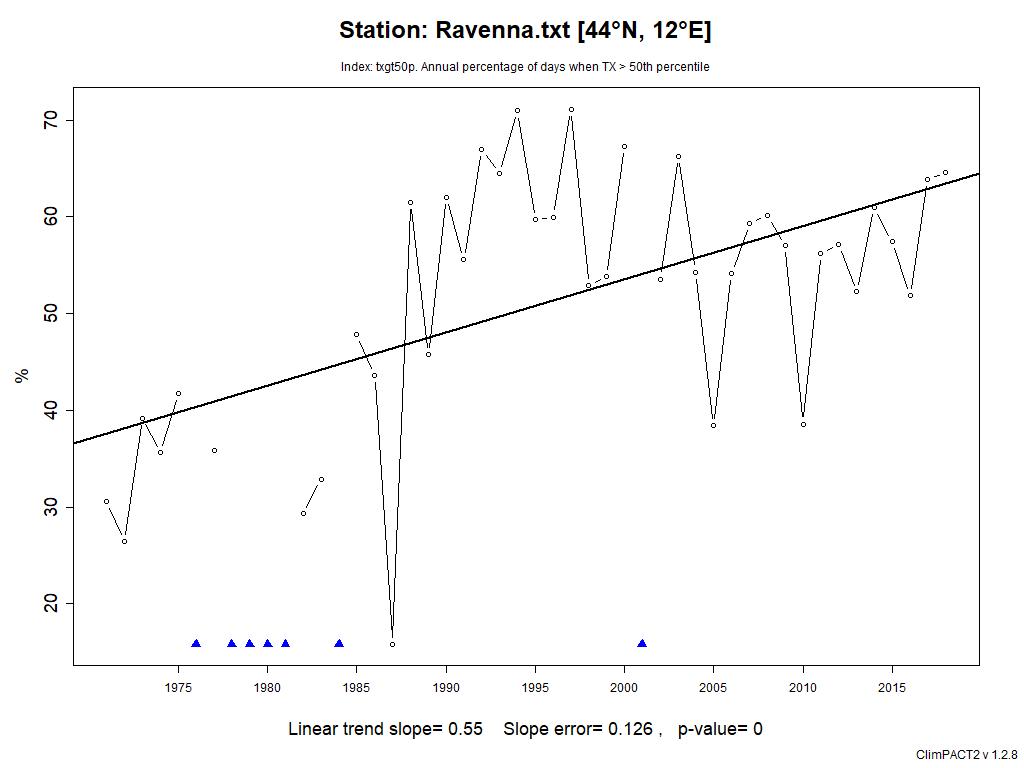 Station: Ravenna.txt [44°N, 12°E]
Index: txgt50p. Annual percentage of days when TX > 50th percentile
70
60
50
40
30
20
%
1975 1980 1985 1990 1995 2000 2005 2010 2015
Linear trend slope= 0.55 Slope error= 0.126 , p-value= 0
ClimPACT2 v 1.2.8